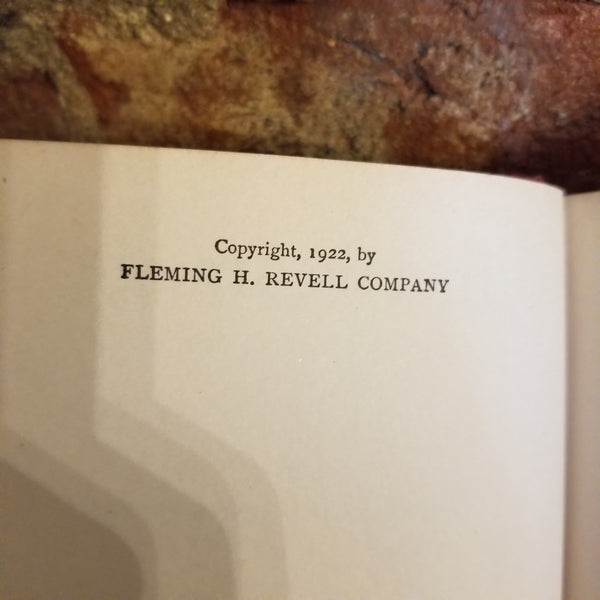 Copyright, 1922, by
FLEMING H. REVELL COMPANY